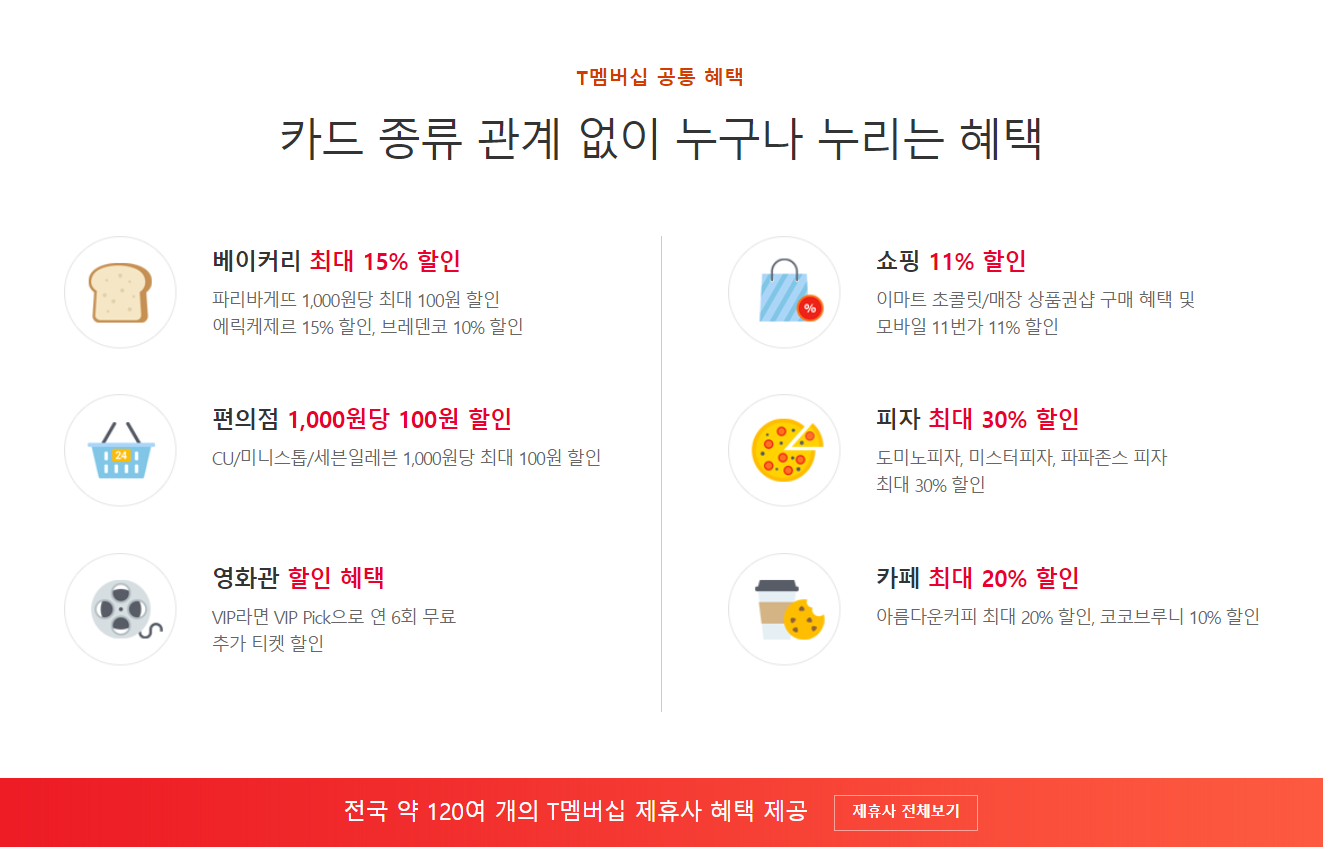 T멤버십 공통 혜택
카드 종류 관계 없이 누구나 누리는 혜택
베이커리 최대 15% 할인
파리바게뜨 1,000원당 최대 100원 할인
에릭케제르 15% 할인, 브레덴코 10% 할인
24
편의점 1,000원당 100원 할인
CU/미니스톱/세븐일레븐 1,000원당 최대 100원 할인
영화관 할인 혜택
VIP라면 VIP Pick으로 연 6회 무료
추가 티켓 할인
%
쇼핑 11% 할인
이마트 초콜릿/매장 상품권샵 구매 혜택 및
모바일 11번가 11% 할인
피자 최대 30% 할인
도미노피자, 미스터피자, 파파존스 피자
최대 30% 할인
카페 최대 20% 할인
아름다운커피 최대 20% 할인, 코코브루니 10% 할인
전국 약 120여 개의 T멤버십 제휴사 혜택 제공
제휴사 전체보기